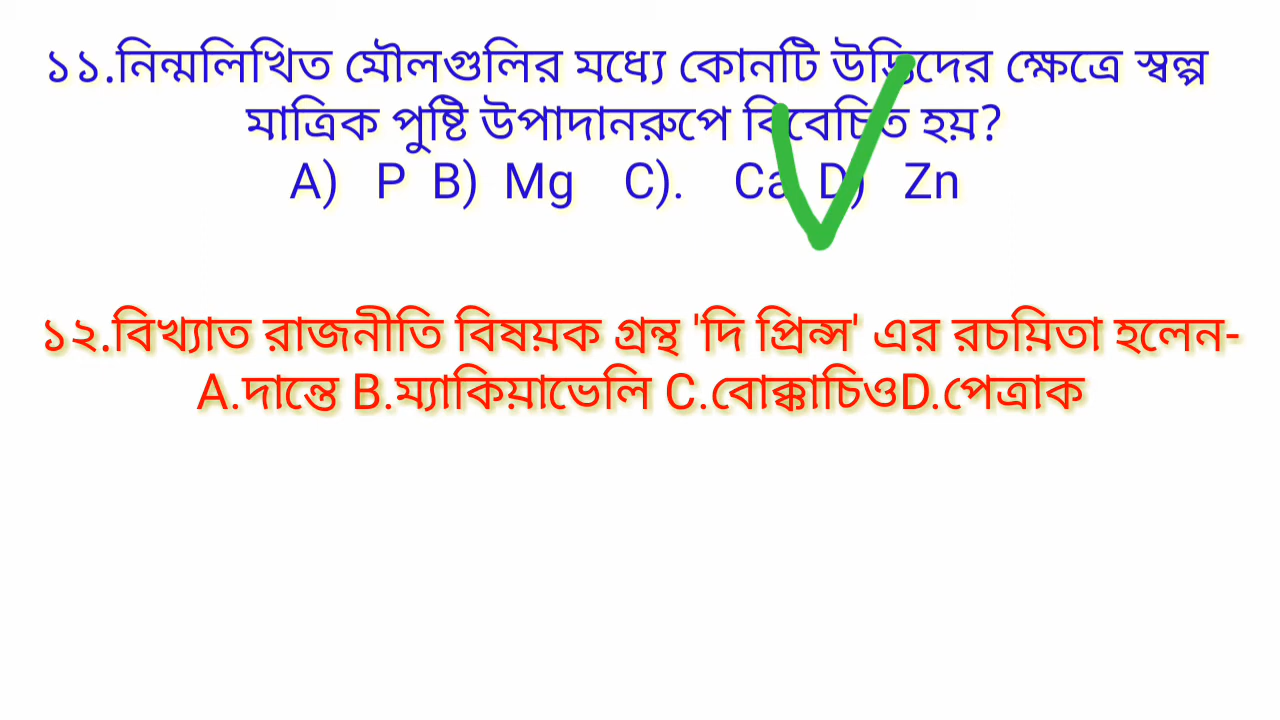 ১১.নিন্মলিখিত মৌলগুলির মধ্যে কোনটি উদ্ভিদের ক্ষেত্রে স্বল্প
মাত্রিক পুষ্টি উপাদানরুপে বিবেচিত হয়?
A) P B) Mg C). Ca D) Zn
১২.বিখ্যাত রাজনীতি বিষয়ক গ্রন্থ 'দি প্রিন্স' এর রচয়িতা হলেন-
A.দান্তে B.ম্যাকিয়াভেলি C.বোক্কাচিওD.পেত্রাক